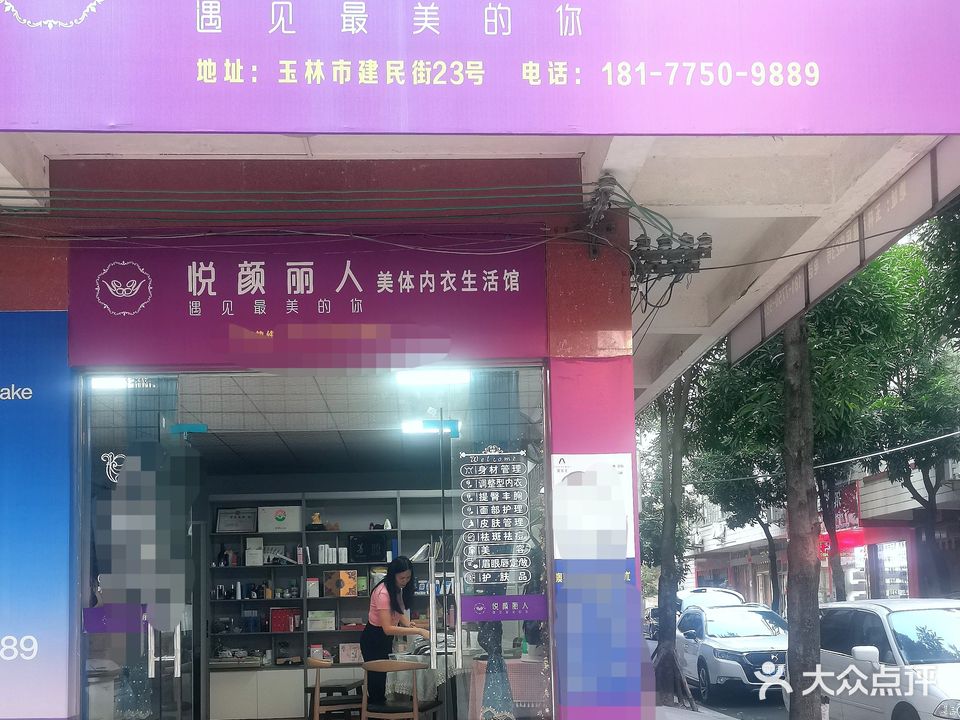 遇见最美的你
地址：玉林市建民街23号 电话：181-7750-9889
悦颜丽人 美体内衣生活馆
遇见最美的你
ake
89
Welcome
身材管理
调整型内衣
提臀丰胸
面部护理
皮肤管理
祛斑祛痘
美容
眉眼唇定做
护肤品
悦颜丽人
大众点评